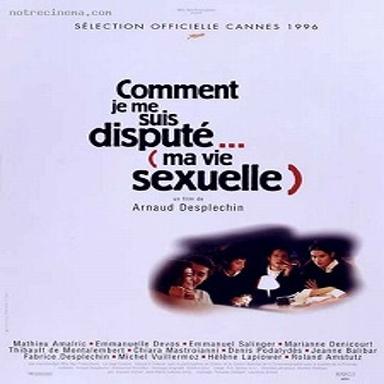 notrecinema.com
SÉLECTION OFFICIELLE CANNES 1996
Comment
je me
suis
disputé...
(ma vie
sexuelle)
un film de
Arnaud Desplechin
Mathieu Amalric • Emmanuelle Devos • Emmanuel Salinger • Marianne Denicourt
Thibault de Montalembert • Chiara Mastroianni • Denis Podalydès • Jeanne Balibar
Fabrice Desplechin • Michel Vuillermoz • Hélène Lapiower • Roland Amstutz